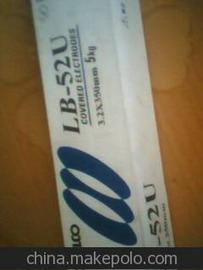 LB-52U
COVERED ELECTRODES
3.2X350mm 5kg
-52U
china.makepolo.com